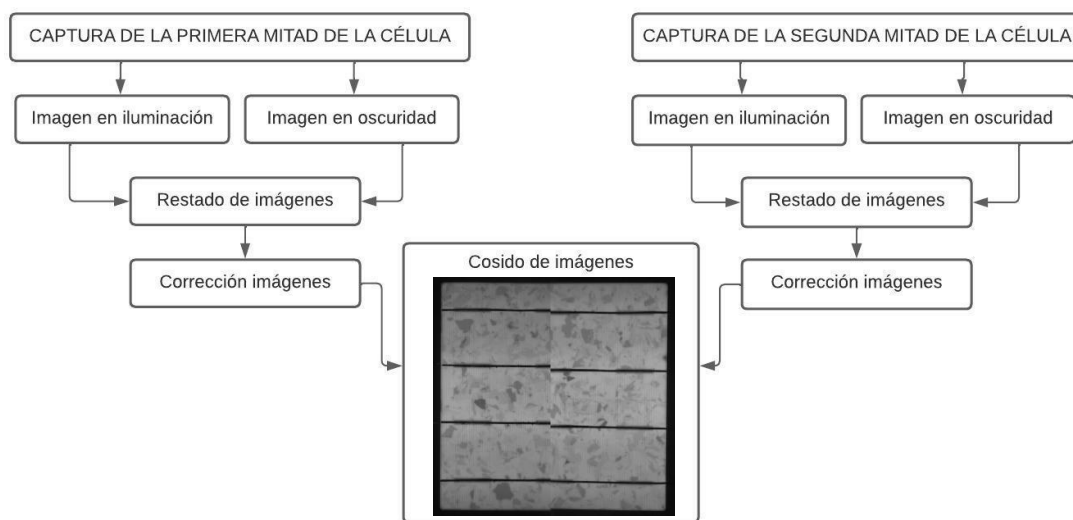 CAPTURA DE LA PRIMERA MITAD DE LA CÉLULA
Imagen en iluminación
Imagen en oscuridad
Restado de imágenes
Corrección imágenes
CAPTURA DE LA SEGUNDA MITAD DE LA CÉLULA
Imagen en iluminación
Imagen en oscuridad
Restado de imágenes
Corrección imágenes
Cosido de imágenes